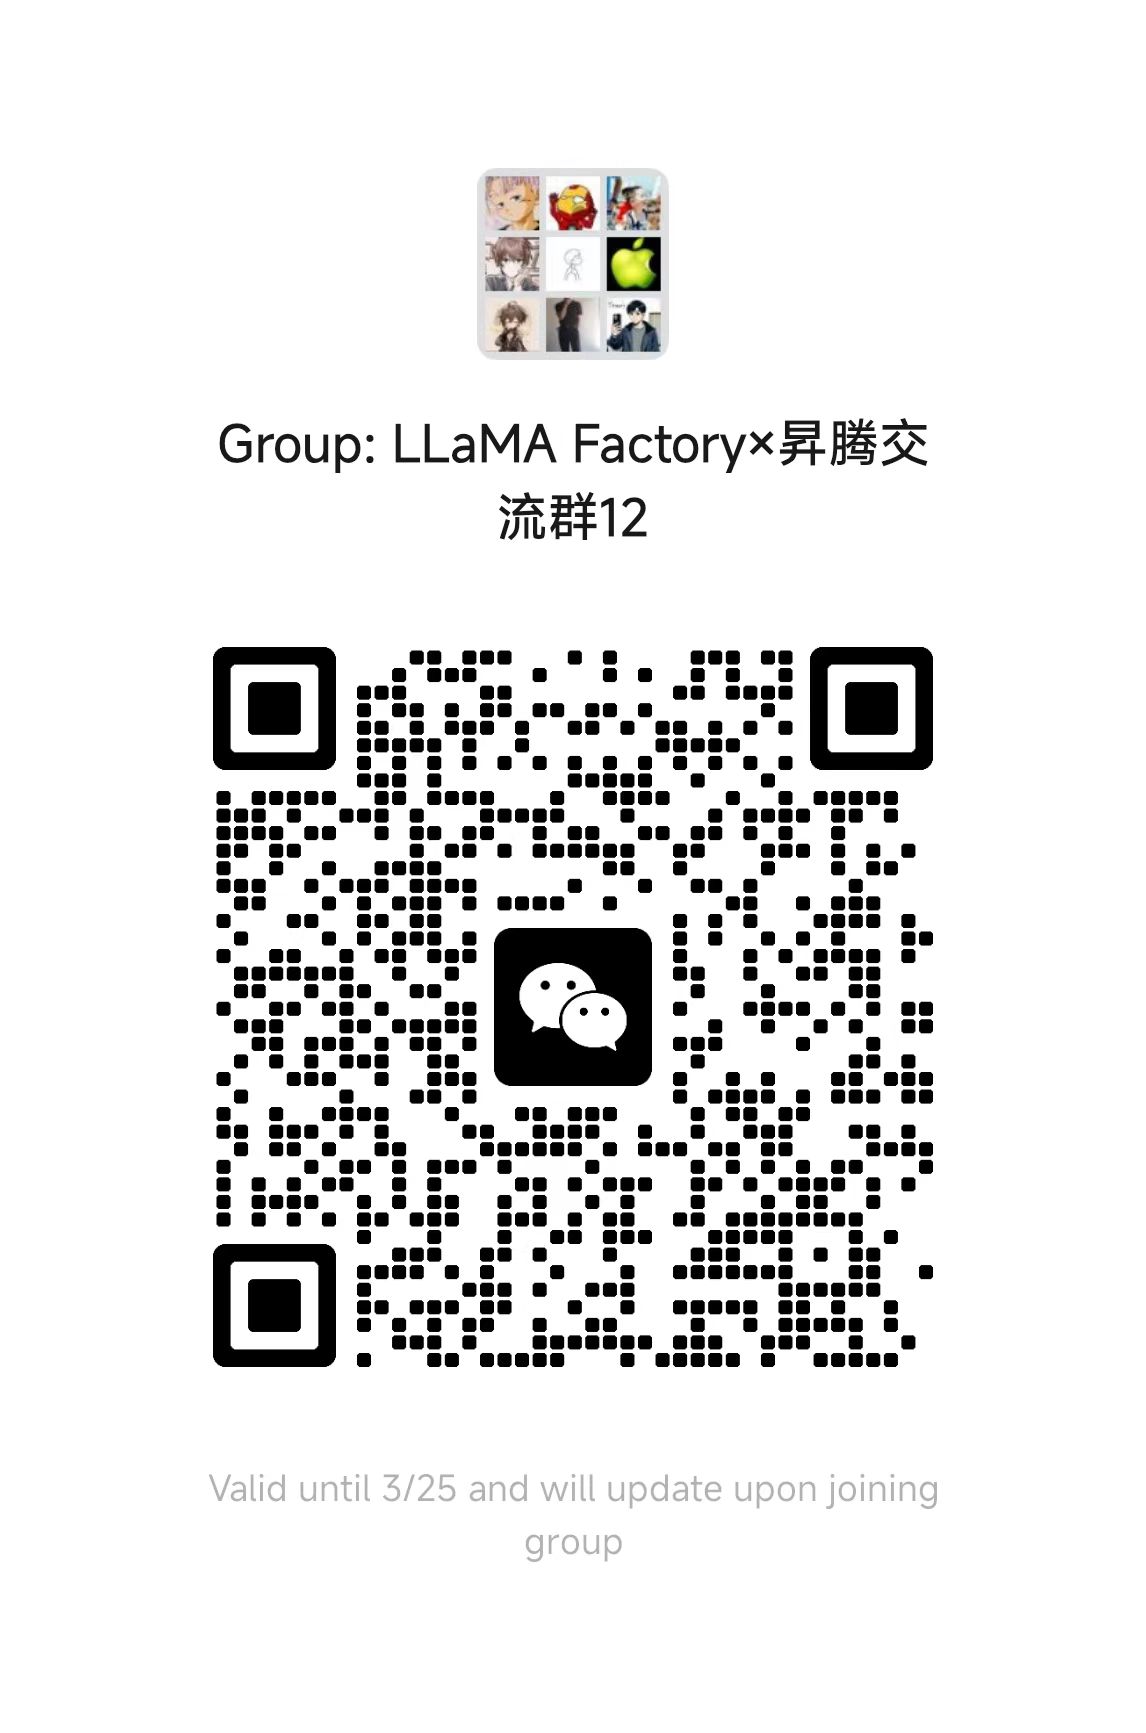 Group: LLaMA Factory×昇腾交
流群12
Valid until 3/25 and will update upon joining
group